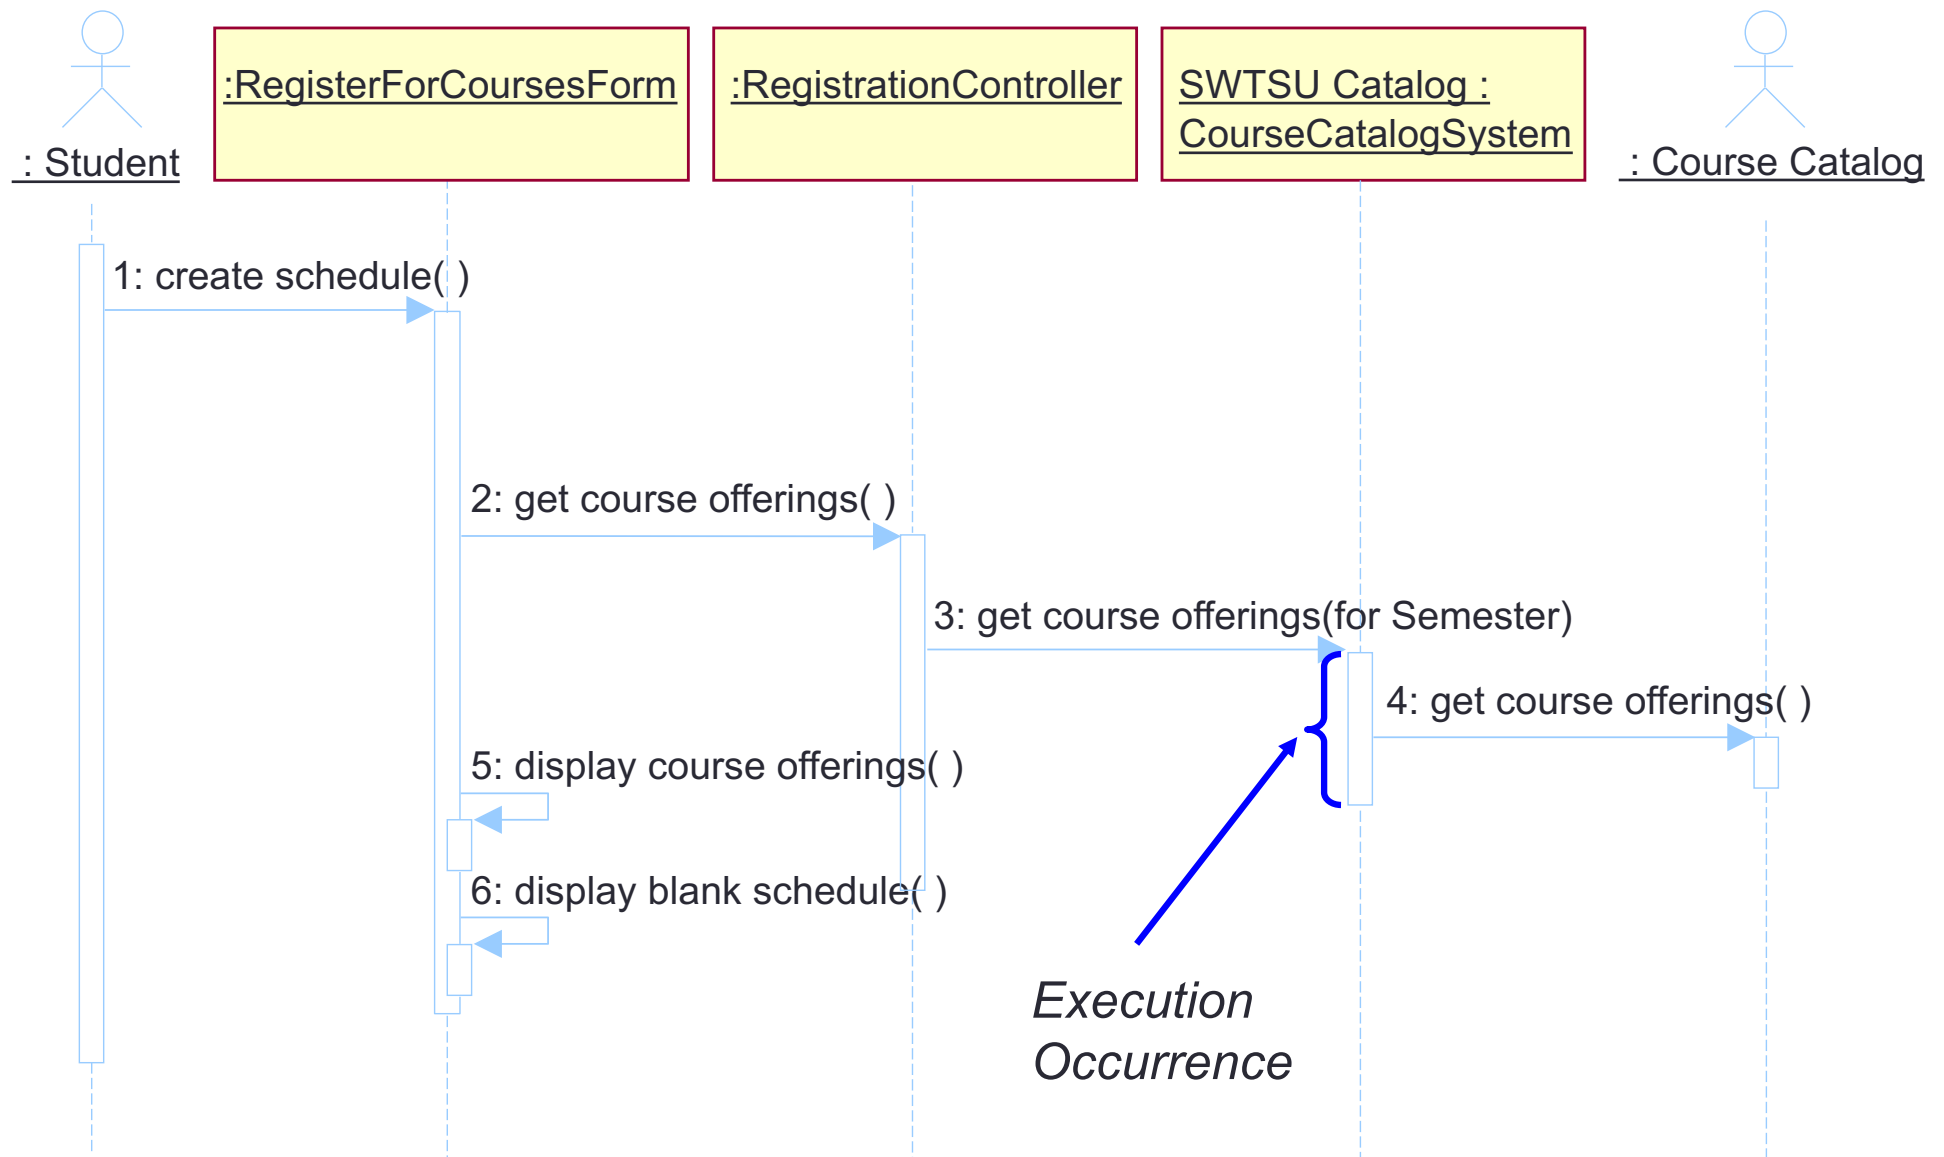 : Student
:RegisterForCoursesForm
:RegistrationController
SWTSU Catalog :
CourseCatalogSystem
: Course Catalog
1: create schedule( )
2: get course offerings( )
3: get course offerings(for Semester)
4: get course offerings( )
5: display course offerings( )
6: display blank schedule( )
Execution
Occurrence